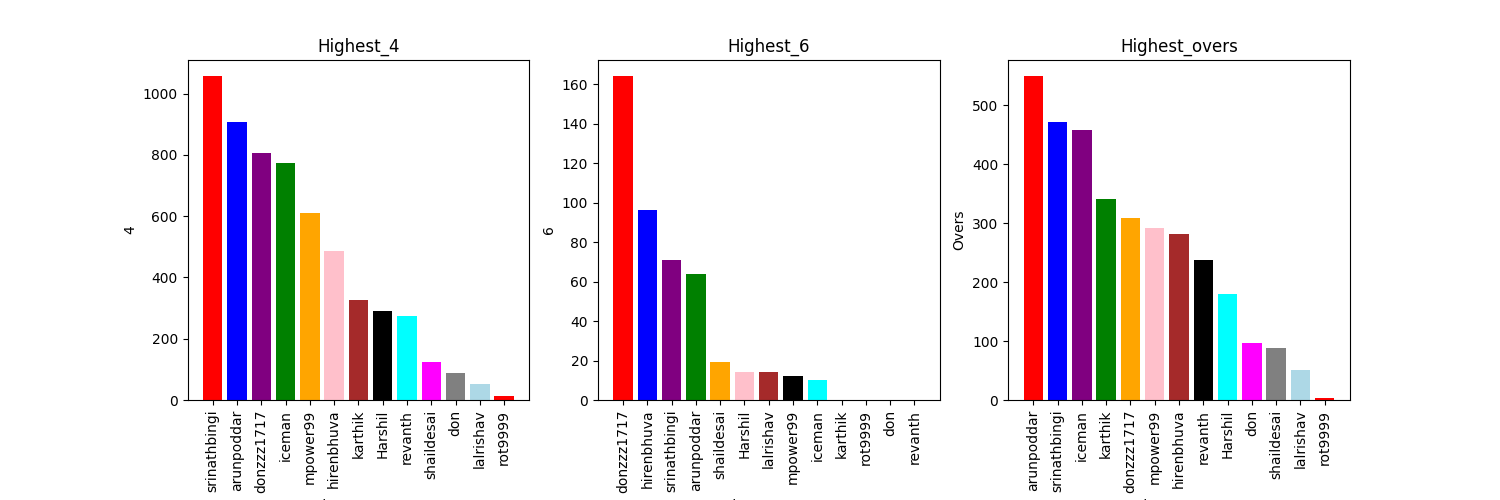 Highest_4
1000
800
600
400
200
0
4
srinathbingi
arunpoddar
donzzz1717
iceman
mpower99
hirenbhuva
karthik
Harshil
revanth
shaildesai
don
lalrishav
rot9999
Highest_6
160
140
120
100
80
60
40
20
0
6
donzzz1717
hirenbhuva
srinathbingi
arunpoddar
shaildesai
Harshil
lalrishav
mpower99
iceman
karthik
rot9999
don
revanth
Highest_overs
500
400
300
200
100
0
Overs
arunpoddar
srinathbingi
iceman
karthik
donzzz1717
mpower99
hirenbhuva
revanth
Harshil
don
shaildesai
lalrishav
rot9999